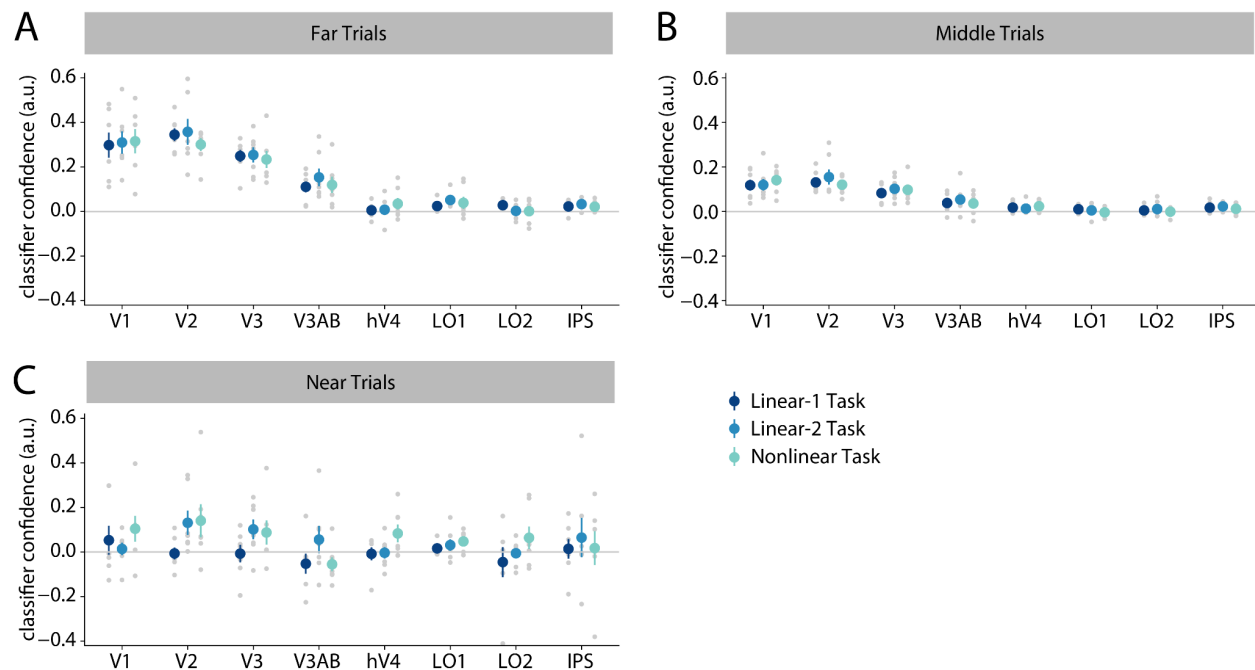 A
Far Trials
classifier confidence (a.u.)
0.6
0.4
0.2
0.0
−0.2
−0.4
V1 V2 V3 V3AB hV4 LO1 LO2 IPS
B
Middle Trials
classifier confidence (a.u.)
0.6
0.4
0.2
0.0
−0.2
−0.4
V1 V2 V3 V3AB hV4 LO1 LO2 IPS
C
Near Trials
classifier confidence (a.u.)
0.6
0.4
0.2
0.0
−0.2
−0.4
V1 V2 V3 V3AB hV4 LO1 LO2 IPS
Linear-1 Task
Linear-2 Task
Nonlinear Task